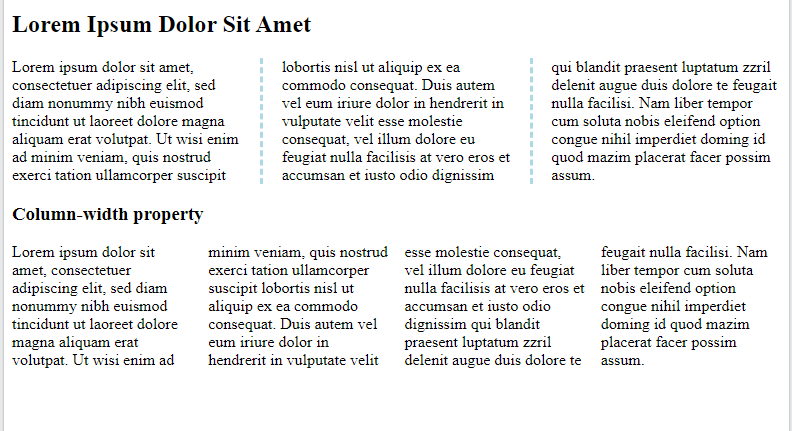 Lorem Ipsum Dolor Sit Amet
Lorem ipsum dolor sit amet,
consectetuer adipiscing elit, sed
diam nonummy nibh euismod
tincidunt ut laoreet dolore magna
aliquam erat volutpat. Ut wisi enim
ad minim veniam, quis nostrud
exerci tation ullamcorper suscipit
lobortis nisl ut aliquip ex ea
commodo consequat. Duis autem
vel eum iriure dolor in hendrerit in
vulputate velit esse molestie
consequat, vel illum dolore eu
feugiat nulla facilisis at vero eros et
accumsan et iusto odio dignissim
qui blandit praesent luptatum zzril
delenit augue duis dolore te feugait
nulla facilisi. Nam liber tempor
cum soluta nobis eleifend option
congue nihil imperdiet doming id
quod mazim placerat facer possim
assum.
Column-width property
Lorem ipsum dolor sit
amet, consectetuer
adipiscing elit, sed diam
nonummy nibh euismod
tincidunt ut laoreet dolore
magna aliquam erat
volutpat. Ut wisi enim ad
minim veniam, quis nostrud
exerci tation ullamcorper
suscipit lobortis nisl ut
aliquip ex ea commodo
consequat. Duis autem vel
eum iriure dolor in
hendrerit in vulputate velit
esse molestie consequat,
vel illum dolore eu feugiat
nulla facilisis at vero eros et
accumsan et iusto odio
dignissim qui blandit
praesent luptatum zzril
delenit augue duis dolore te
feugait nulla facilisi. Nam
liber tempor cum soluta
nobis eleifend option
congue nihil imperdiet
doming id quod mazim
placerat facer possim
assum.